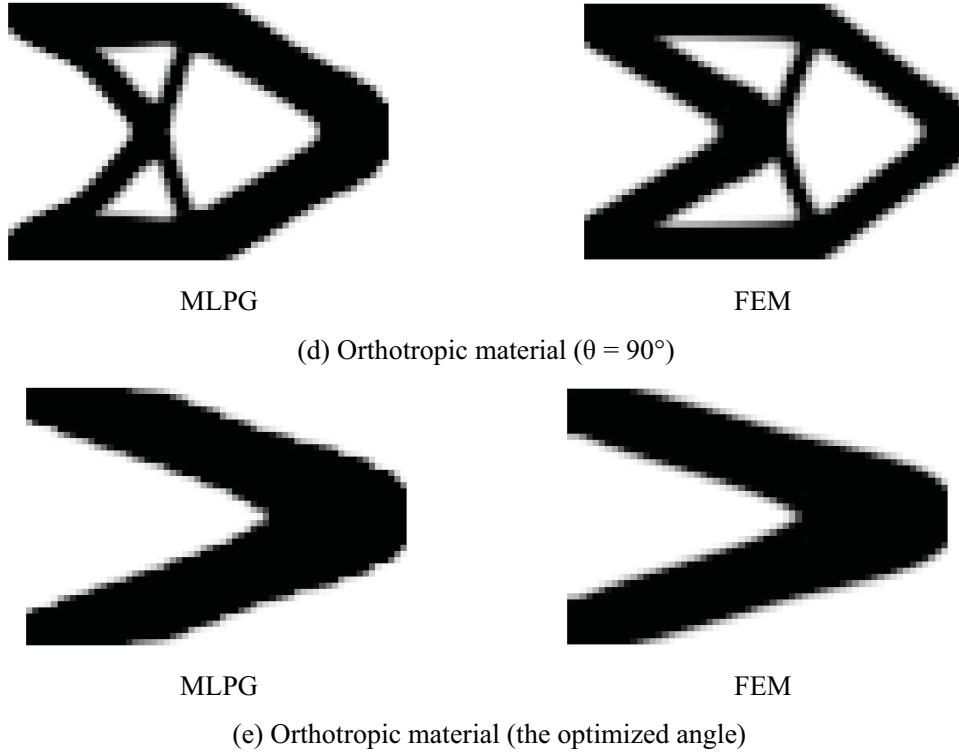 MLPG FEM
(d) Orthotropic material (θ = 90°)
MLPG FEM
(e) Orthotropic material (the optimized angle)